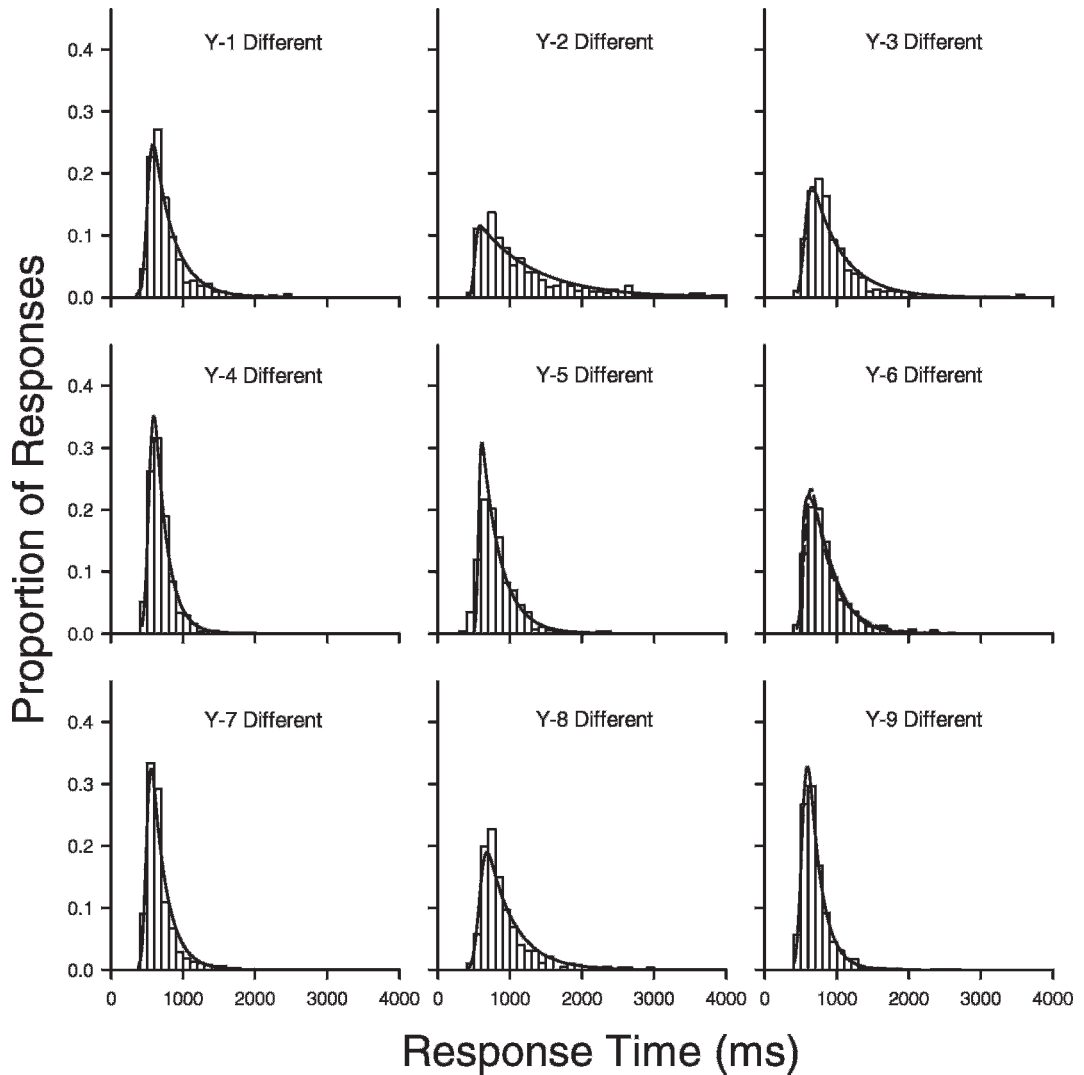 Y-1 Different
Y-2 Different
Y-3 Different
0.4
0.3
0.2
0.1
0.0
Y-4 Different
Y-5 Different
Y-6 Different
0.4
0.3
0.2
0.1
0.0
Y-7 Different
Y-8 Different
Y-9 Different
0.4
0.3
0.2
0.1
0.0
0 1000 2000 3000 4000
0 1000 2000 3000 4000
0 1000 2000 3000 4000
Proportion of Responses
Response Time (ms)